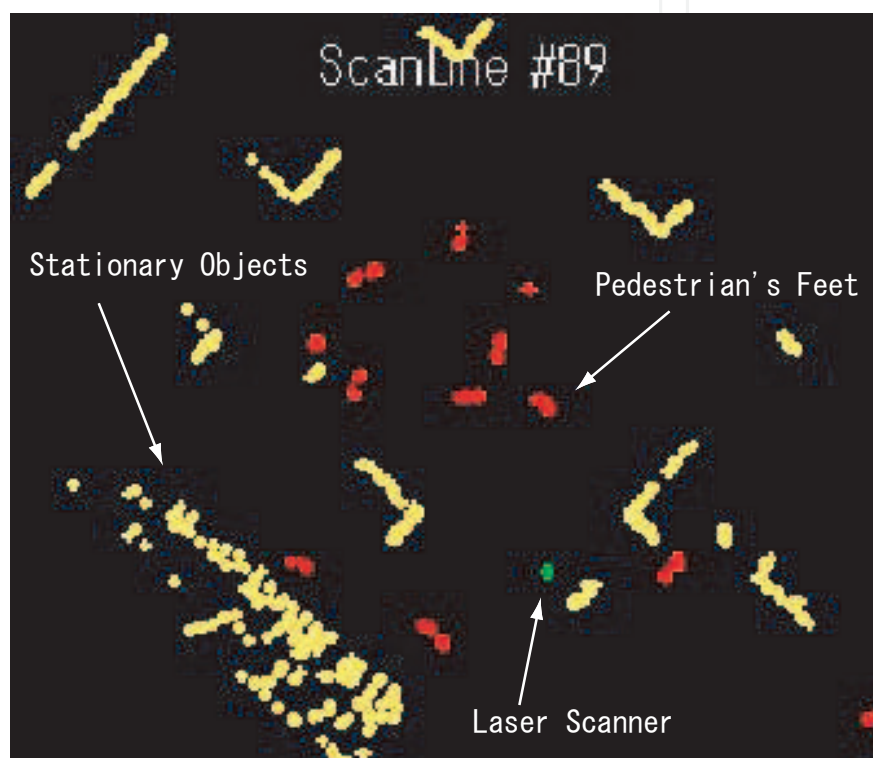 ScanLine #89
Stationary Objects
Pedestrian's Feet
Laser Scanner